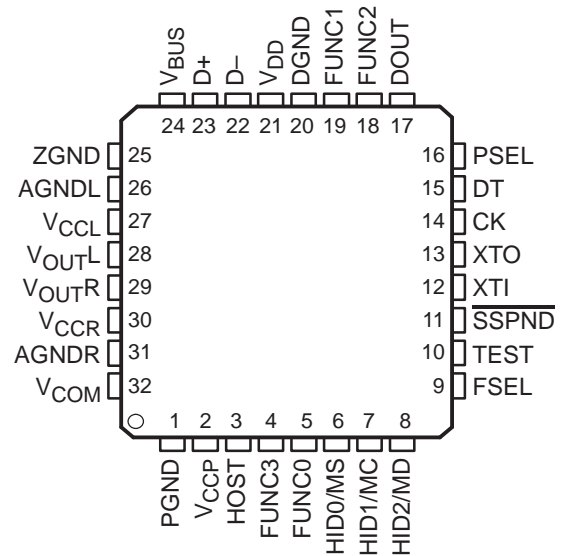 VBUS
D+
D–
VDD
DGND
FUNC1
FUNC2
DOUT
24 23 22 21 20 19 18 17
ZGND 25
AGNDL 26
VCCL 27
VOUTL 28
VOUTR 29
VCCR 30
AGNDR 31
VCOM 32
16 PSEL
15 DT
14 CK
13 XTO
12 XTI
11 SSPND
10 TEST
9 FSEL
1 2 3 4 5 6 7 8
PGND
VCCP
HOST
FUNC3
FUNC0
HID0/MS
HID1/MC
HID2/MD